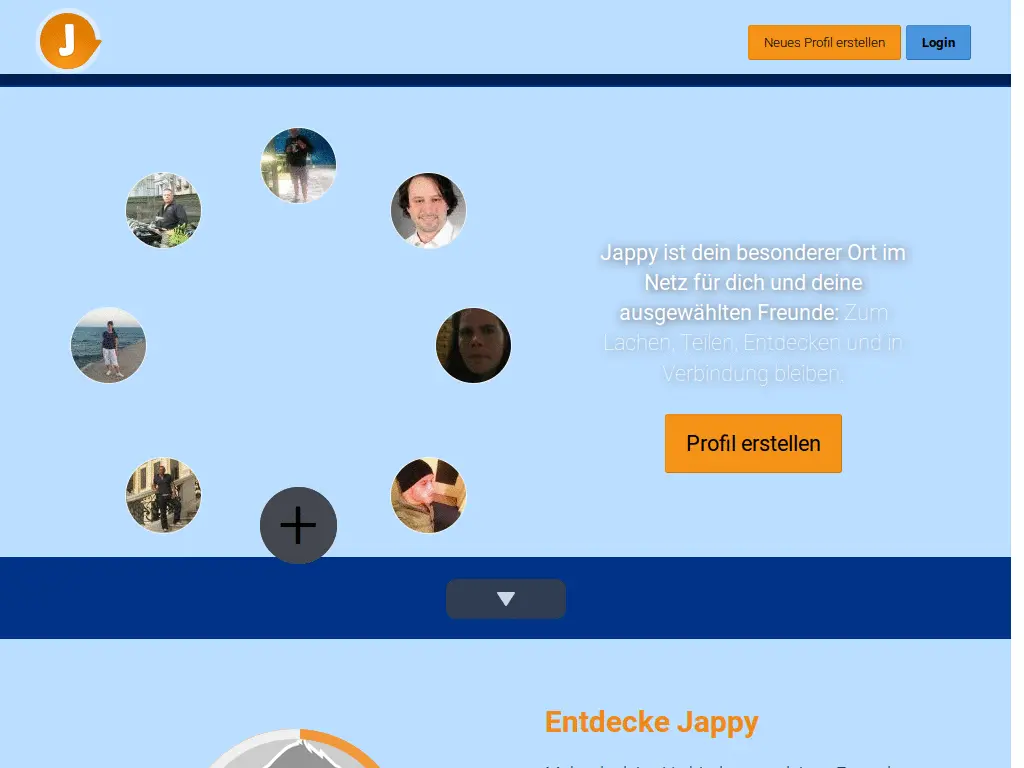 J
Neues Profil erstellen
Login
Jappy ist dein besonderer Ort im
Netz für dich und deine
ausgewählten Freunde: Zum
Lachen, Teilen, Entdecken und in
Verbindung bleiben.
Profil erstellen
Entdecke Jappy